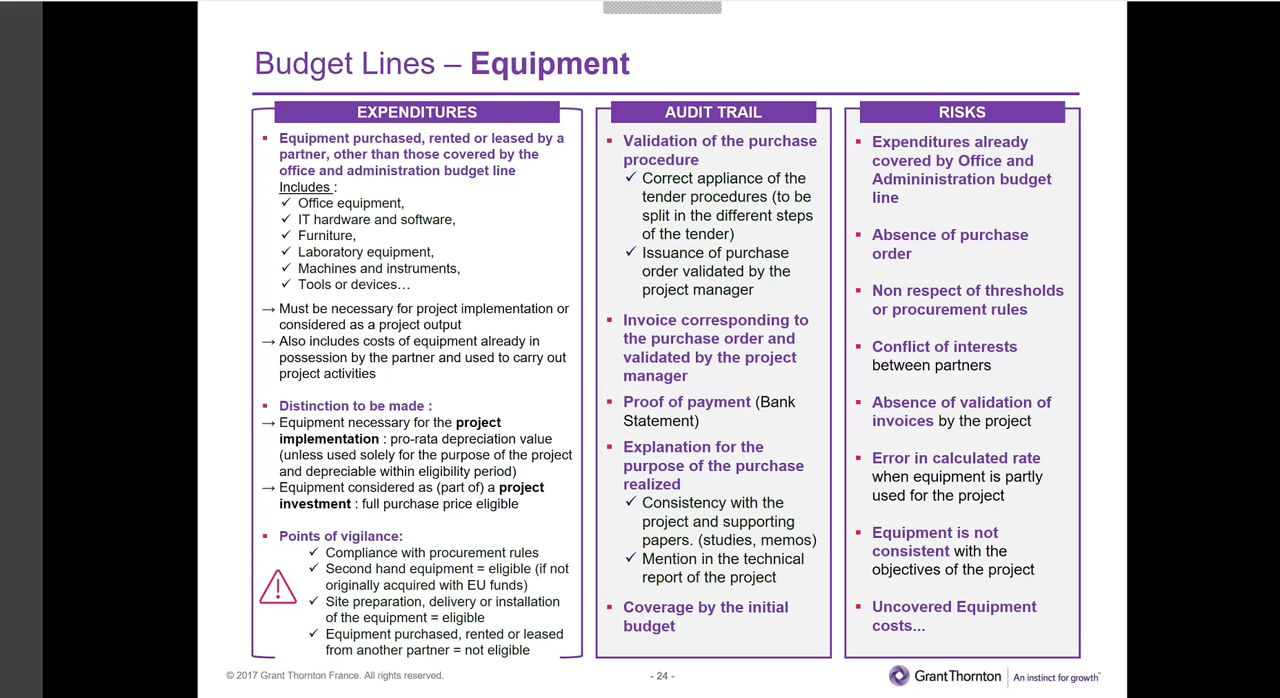 Budget Lines – Equipment
EXPENDITURES
▪ Equipment purchased, rented or leased by a
partner, other than those covered by the
office and administration budget line
Includes :
✓ Office equipment,
✓ IT hardware and software,
✓ Furniture,
✓ Laboratory equipment,
✓ Machines and instruments,
✓ Tools or devices…
→ Must be necessary for project implementation or
considered as a project output
→ Also includes costs of equipment already in
possession by the partner and used to carry out
project activities
▪ Distinction to be made :
→ Equipment necessary for the project
implementation : pro-rata depreciation value
(unless used solely for the purpose of the project
and depreciable within eligibility period)
→ Equipment considered as (part of) a project
investment : full purchase price eligible
▪ Points of vigilance:
✓ Compliance with procurement rules
✓ Second hand equipment = eligible (if not
originally acquired with EU funds)
✓ Site preparation, delivery or installation
of the equipment = eligible
✓ Equipment purchased, rented or leased
from another partner = not eligible
AUDIT TRAIL
▪ Validation of the purchase
procedure
✓ Correct appliance of the
tender procedures (to be
split in the different steps
of the tender)
✓ Issuance of purchase
order validated by the
project manager
▪ Invoice corresponding to
the purchase order and
validated by the project
manager
▪ Proof of payment (Bank
Statement)
▪ Explanation for the
purpose of the purchase
realized
✓ Consistency with the
project and supporting
papers. (studies, memos)
✓ Mention in the technical
report of the project
▪ Coverage by the initial
budget
RISKS
▪ Expenditures already
covered by Office and
Admininistration budget
line
▪ Absence of purchase
order
▪ Non respect of thresholds
or procurement rules
▪ Conflict of interests
between partners
▪ Absence of validation of
invoices by the project
▪ Error in calculated rate
when equipment is partly
used for the project
▪ Equipment is not
consistent with the
objectives of the project
▪ Uncovered Equipment
costs...
© 2017 Grant Thornton France. All rights reserved.
- 24 -
Grant Thornton
An instinct for growth™